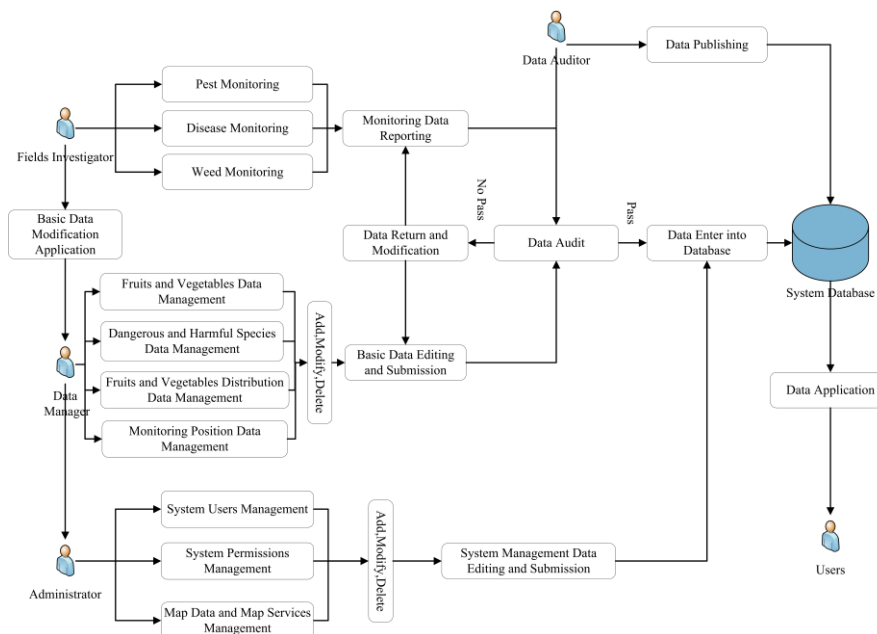 Data Auditor
Data Publishing
Pest Monitoring
Disease Monitoring
Weed Monitoring
Fields Investigator
Monitoring Data
Reporting
Basic Data
Modification
Application
No Pass
Pass
Data Return and
Modification
Data Audit
Data Enter into
Database
System Database
Fruits and Vegetables Data
Management
Dangerous and Harmful Species
Data Management
Fruits and Vegetables Distribution
Data Management
Monitoring Position Data
Management
Data
Manager
Add,Modify,Delete
Basic Data Editing
and Submission
Data Application
System Users Management
System Permissions
Management
Map Data and Map Services
Management
Administrator
Add,Modify,Delete
System Management Data
Editing and Submission
Users